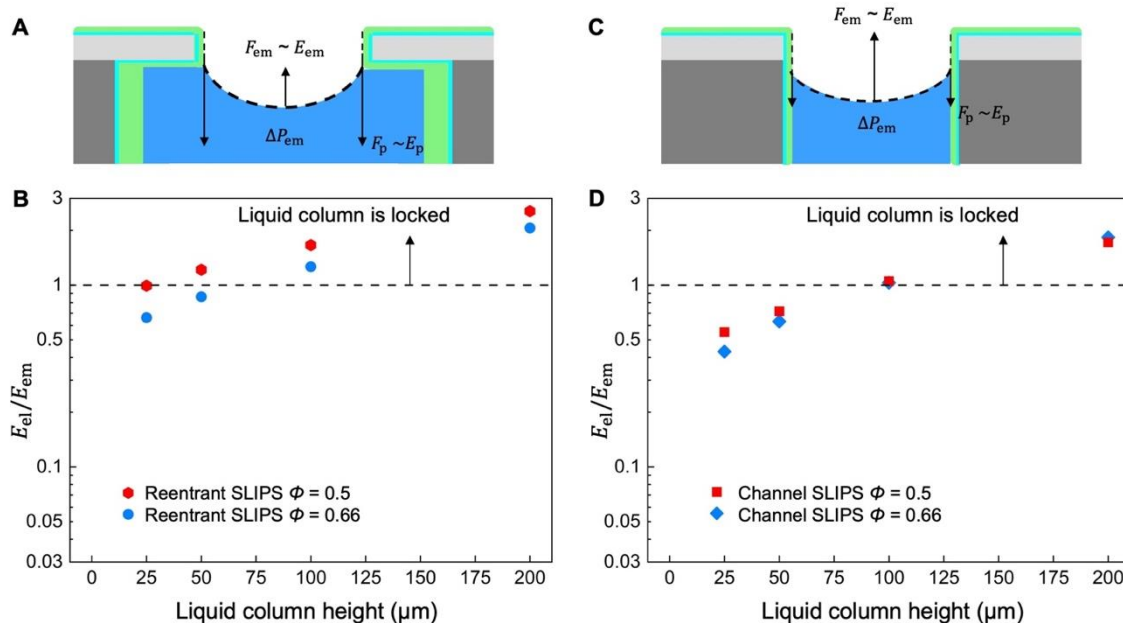 A
F_em ~ E_em
ΔP_em
F_p ~E_p
C
F_em ~ E_em
ΔP_em
F_p ~E_p
B
Liquid column is locked
3
1
0.5
0.1
0.05
0.03
E_el/E_em
Reentrant SLIPS Φ = 0.5
Reentrant SLIPS Φ = 0.66
0 25 50 75 100 125 150 175 200
Liquid column height (µm)
D
Liquid column is locked
3
1
0.5
0.1
0.05
0.03
E_el/E_em
Channel SLIPS Φ = 0.5
Channel SLIPS Φ = 0.66
0 25 50 75 100 125 150 175 200
Liquid column height (µm)